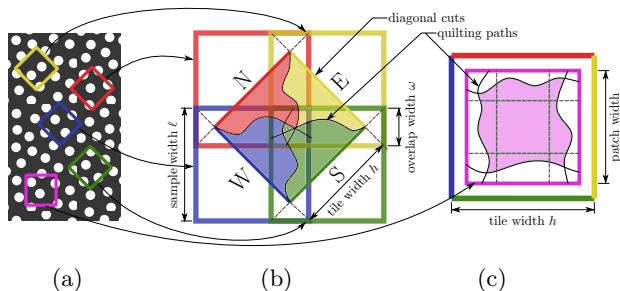 diagonal cuts
quilting paths
N
E
W
S
sample width ℓ
tile width h
overlap width ω
patch width
tile width h
(a)
(b)
(c)